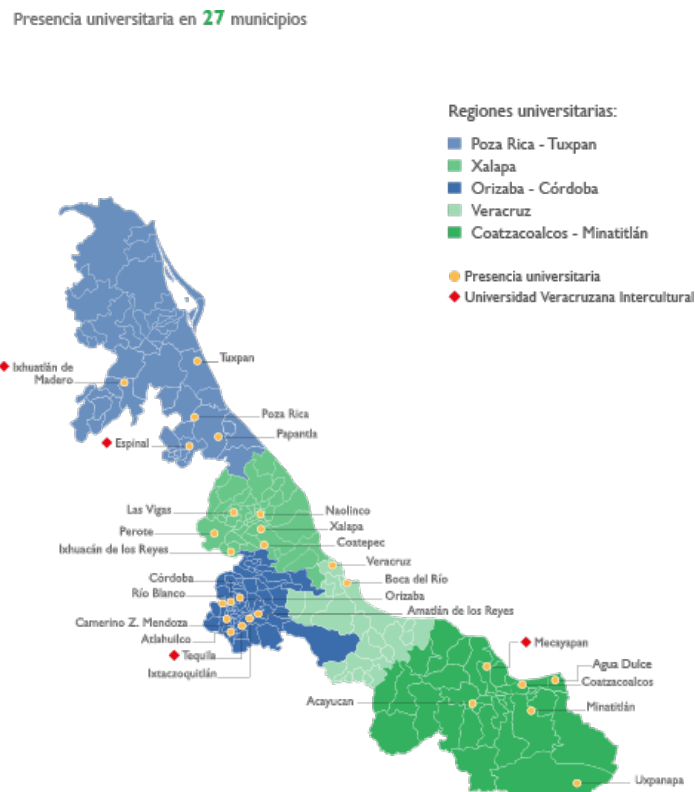 Presencia universitaria en 27 municipios
Regiones universitarias:
Poza Rica - Tuxpan
Xalapa
Orizaba - Córdoba
Veracruz
Coatzacoalcos - Minatitlán
Presencia universitaria
Universidad Veracruzana Intercultural
Tuxpan
Ixhuatlán de
Madero
Poza Rica
Papantla
Espinal
Las Vigas
Naolinco
Xalapa
Perote
Coatepec
Ixhuacán de los Reyes
Veracruz
Córdoba
Boca del Río
Río Blanco
Orizaba
Amatlán de los Reyes
Camerino Z. Mendoza
Atlahuilco
Tequila
Ixtaczoquitlán
Mecayapan
Agua Dulce
Coatzacoalcos
Acayucan
Minatitlán
Uxpanapa